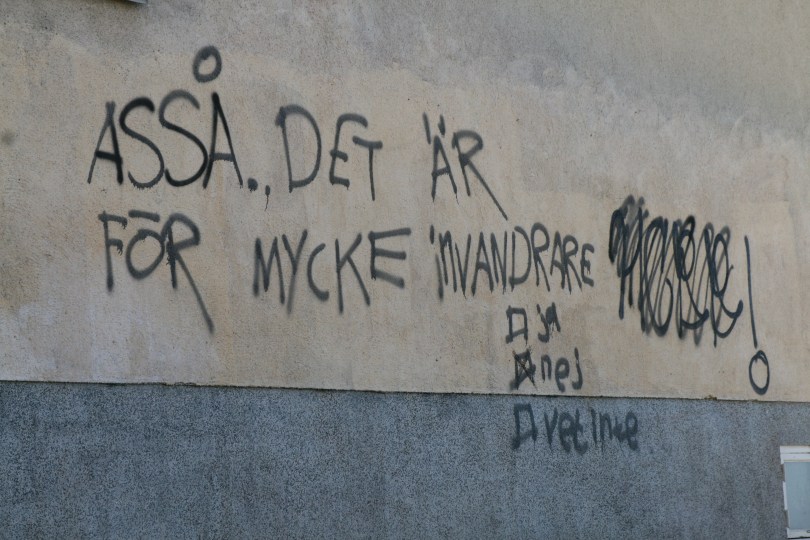 ASSÅ., DET ÄR
FÖR MYCKE iNVANDRARE !
ja
nej
vet inte